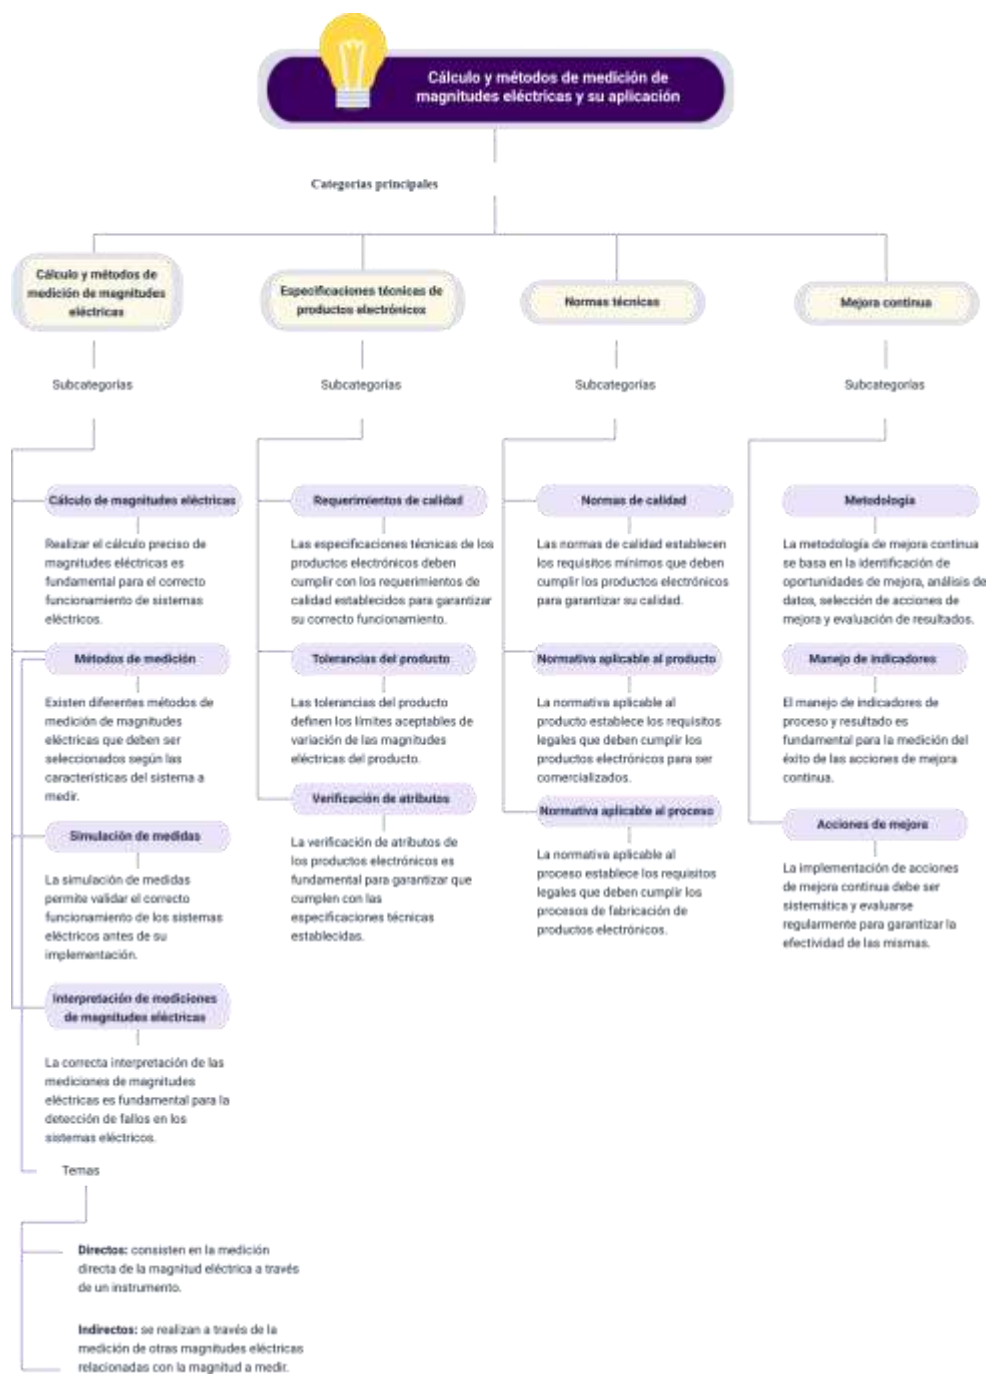 Cálculo y métodos de medición de
magnitudes eléctricas y su aplicación
Categorías principales
Cálculo y métodos de
medición de magnitudes
eléctricas
Subcategorías
Cálculo de magnitudes eléctricas
Realizar el cálculo preciso de
magnitudes eléctricas es
fundamental para el correcto
funcionamiento de sistemas
eléctricos.
Métodos de medición
Existen diferentes métodos de
medición de magnitudes
eléctricas que deben ser
seleccionados según las
características del sistema a
medir.
Simulación de medidas
La simulación de medidas
permite validar el correcto
funcionamiento de los sistemas
eléctricos antes de su
implementación.
Interpretación de mediciones
de magnitudes eléctricas
La correcta interpretación de las
mediciones de magnitudes
eléctricas es fundamental para la
detección de fallos en los
sistemas eléctricos.
Temas
Directos: consisten en la medición
directa de la magnitud eléctrica a través
de un instrumento.
Indirectos: se realizan a través de la
medición de otras magnitudes eléctricas
relacionadas con la magnitud a medir.
Especificaciones técnicas de
productos electrónicos
Subcategorías
Requerimientos de calidad
Las especificaciones técnicas de los
productos electrónicos deben
cumplir con los requerimientos de
calidad establecidos para garantizar
su correcto funcionamiento.
Tolerancias del producto
Las tolerancias del producto
definen los límites aceptables de
variación de las magnitudes
eléctricas del producto.
Verificación de atributos
La verificación de atributos de
los productos electrónicos es
fundamental para garantizar que
cumplen con las
especificaciones técnicas
establecidas.
Normas técnicas
Subcategorías
Normas de calidad
Las normas de calidad establecen
los requisitos mínimos que deben
cumplir los productos electrónicos
para garantizar su calidad.
Normativa aplicable al producto
La normativa aplicable al
producto establece los requisitos
legales que deben cumplir los
productos electrónicos para ser
comercializados.
Normativa aplicable al proceso
La normativa aplicable al
proceso establece los requisitos
legales que deben cumplir los
procesos de fabricación de
productos electrónicos.
Mejora continua
Subcategorías
Metodología
La metodología de mejora continua
se basa en la identificación de
oportunidades de mejora, análisis de
datos, selección de acciones de
mejora y evaluación de resultados.
Manejo de indicadores
El manejo de indicadores de
proceso y resultado es
fundamental para la medición del
éxito de las acciones de mejora
continua.
Acciones de mejora
La implementación de acciones
de mejora continua debe ser
sistemática y evaluarse
regularmente para garantizar la
efectividad de las mismas.